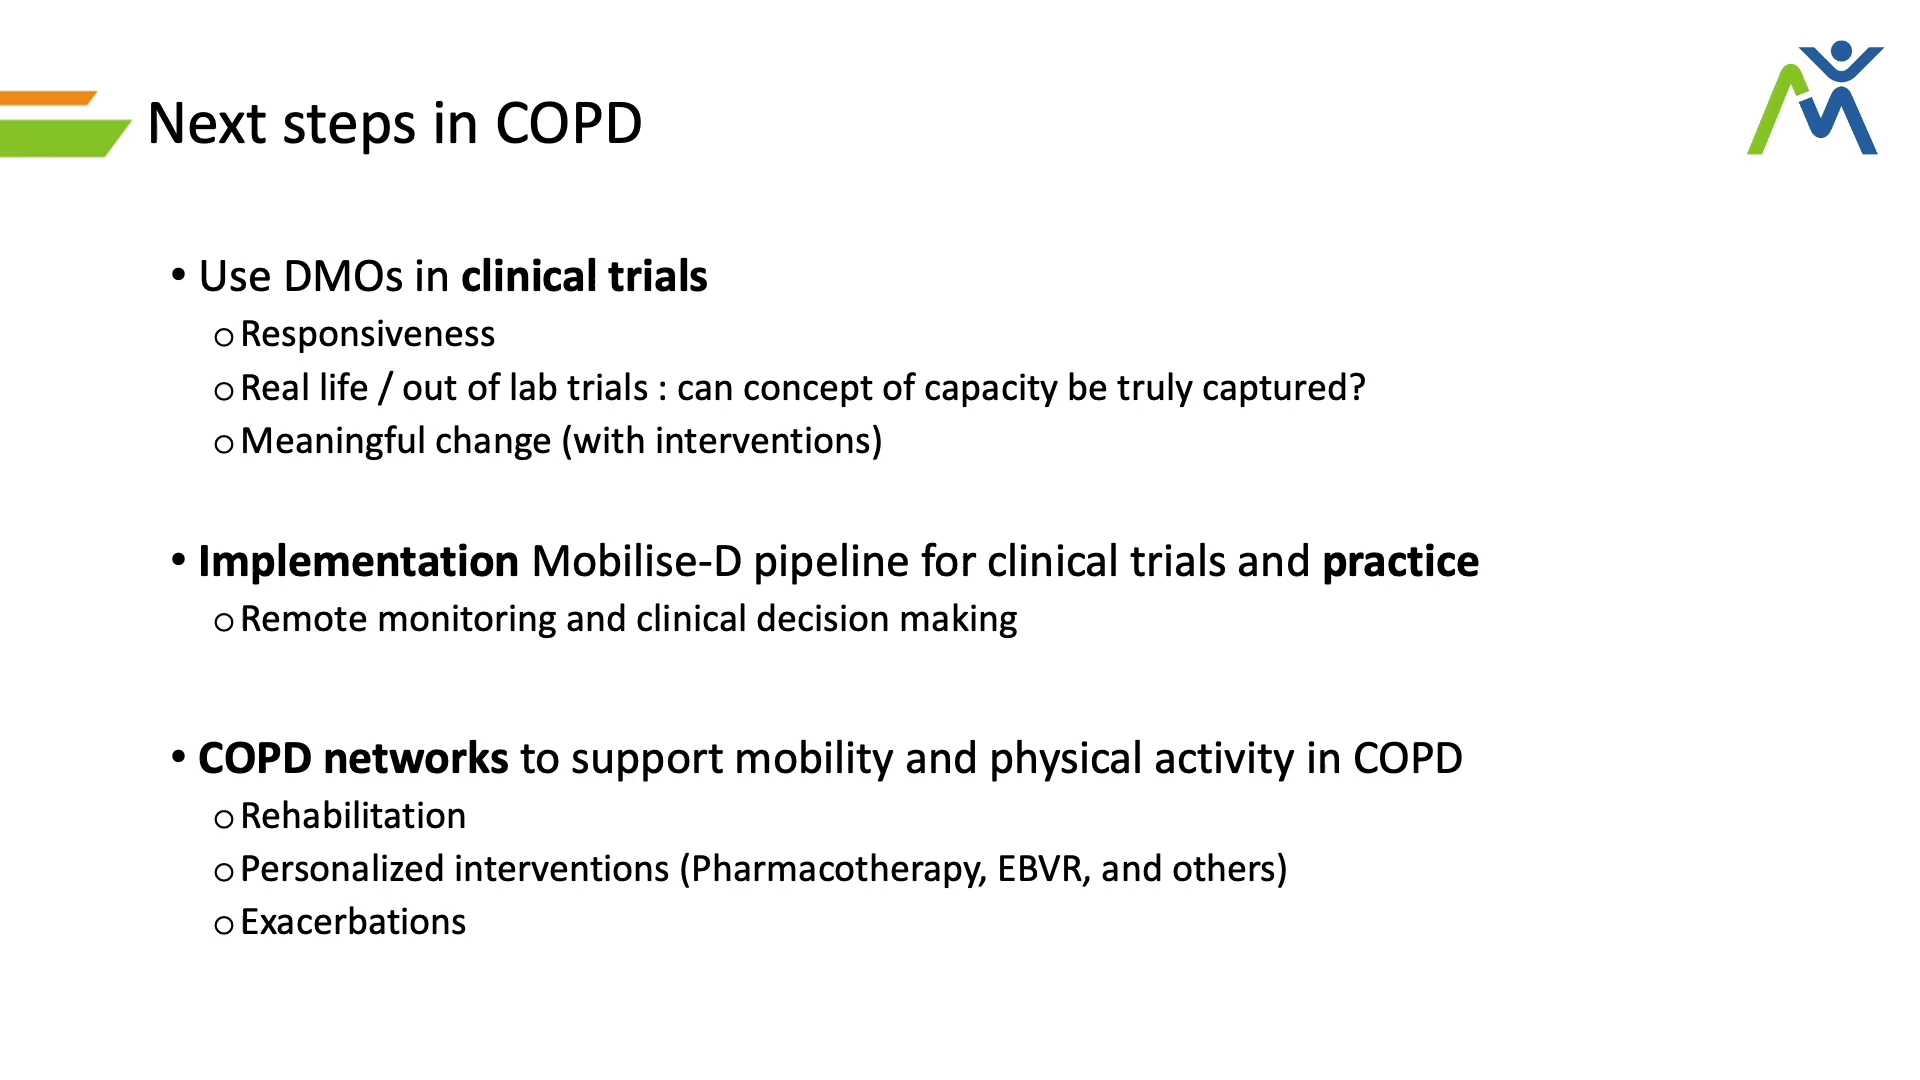 Next steps in COPD
• Use DMOs in clinical trials
o Responsiveness
o Real life / out of lab trials : can concept of capacity be truly captured?
o Meaningful change (with interventions)
• Implementation Mobilise-D pipeline for clinical trials and practice
o Remote monitoring and clinical decision making
• COPD networks to support mobility and physical activity in COPD
o Rehabilitation
o Personalized interventions (Pharmacotherapy, EBVR, and others)
o Exacerbations